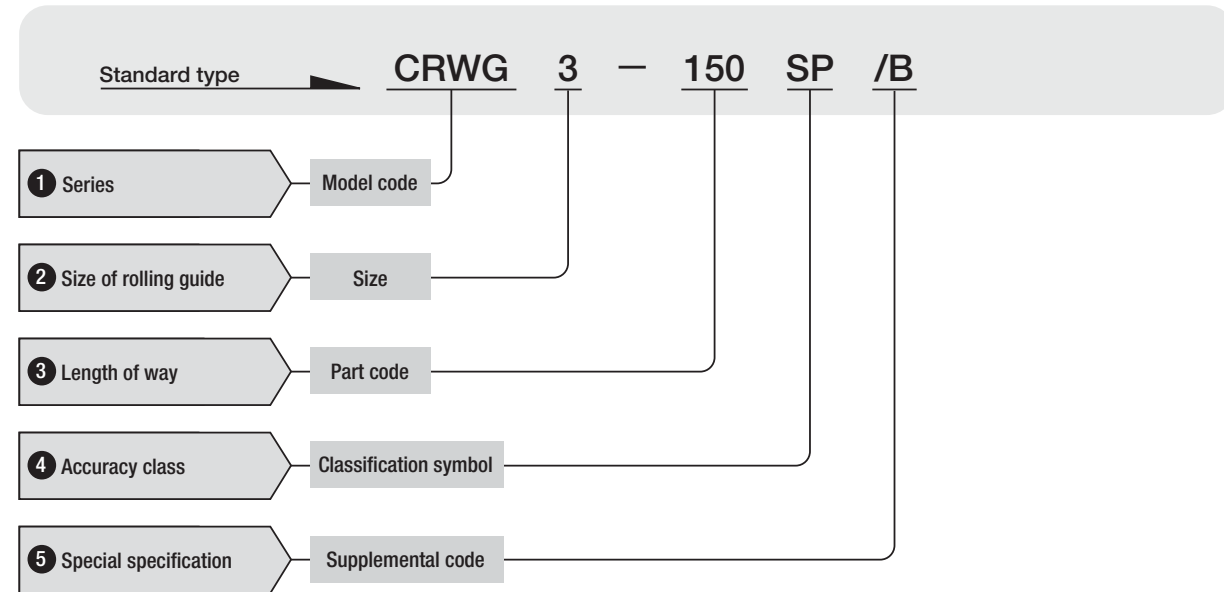 Standard type CRWG 3 — 150 SP /B
1 Series Model code
2 Size of rolling guide Size
3 Length of way Part code
4 Accuracy class Classification symbol
5 Special specification Supplemental code